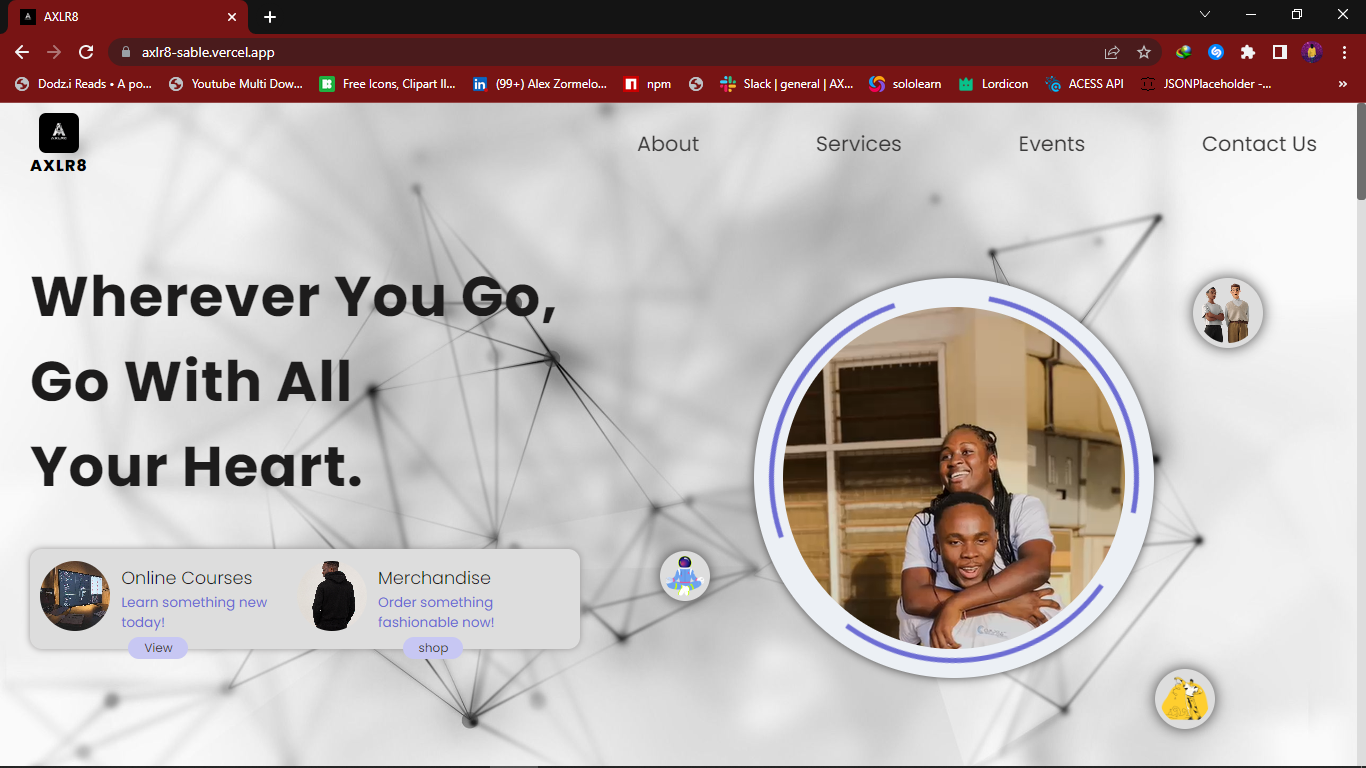 AXLR8
axlr8-sable.vercel.app
Dodz.i Reads • A po...
Youtube Multi Dow...
Free Icons, Clipart Il...
(99+) Alex Zormelo...
npm
Slack | general | AX...
sololearn
Lordicon
ACESS API
JSONPlaceholder -...
»
AXLR8
About
Services
Events
Contact Us
Wherever You Go,
Go With All
Your Heart.
Online Courses
Learn something new
today!
View
Merchandise
Order something
fashionable now!
shop